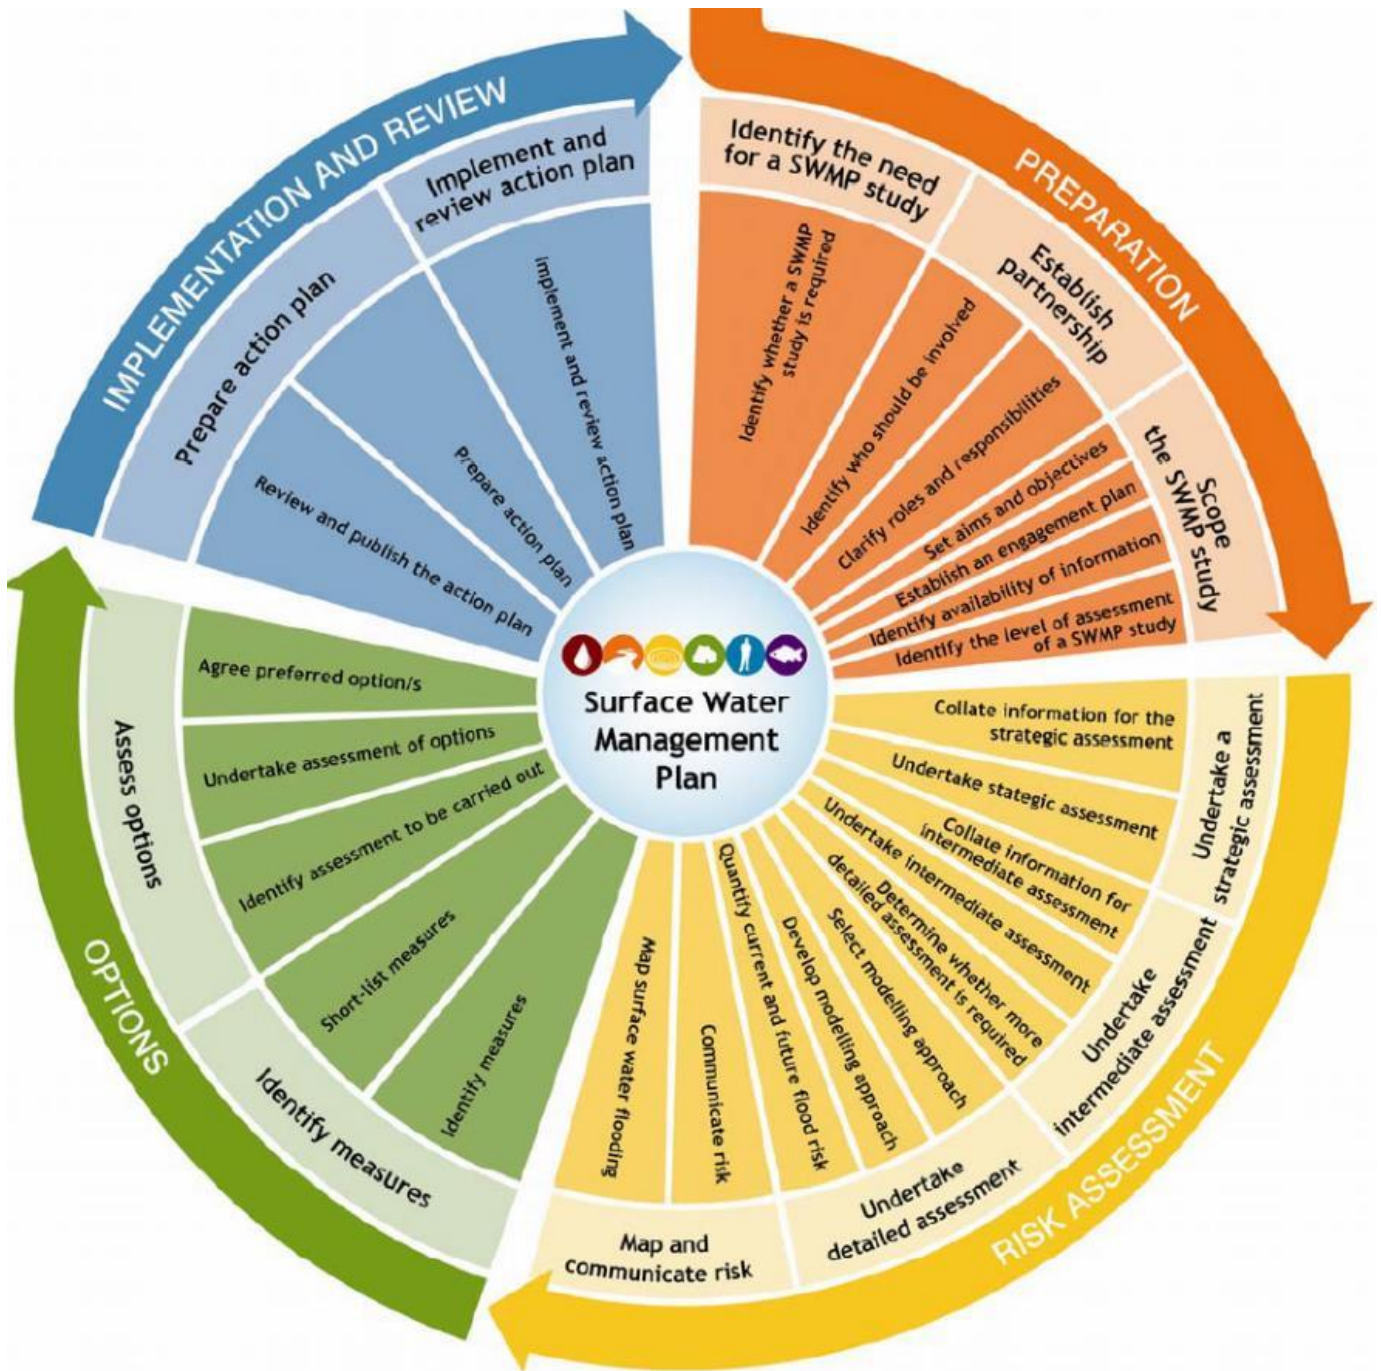 Surface Water
Management
Plan
PREPARATION
Identify the need
for a SWMP study
Identify whether a SWMP
study is required
Establish
partnership
Identify who should be involved
Clarify roles and responsibilities
Scope
the SWMP study
Set aims and objectives
Establish an engagement plan
Identify availability of information
Identify the level of assessment
of a SWMP study
RISK ASSESSMENT
Undertake a
strategic assessment
Collate information for the
strategic assessment
Undertake stategic assessment
Undertake
intermediate assessment
Collate information for
intermediate assessment
Undertake intermediate assessment
Determine whether more
detailed assessment is required
Undertake
detailed assessment
Select modelling approach
Develop modelling approach
Quantify current and future flood risk
Map and
communicate risk
Communicate risk
Map surface water flooding
OPTIONS
Identify measures
Identify measures
Short-list measures
Assess options
Identify assessment to be carried out
Undertake assessment of options
Agree preferred option/s
IMPLEMENTATION AND REVIEW
Prepare action plan
Review and publish the action plan
Prepare action plan
Implement and
review action plan
Implement and review action plan